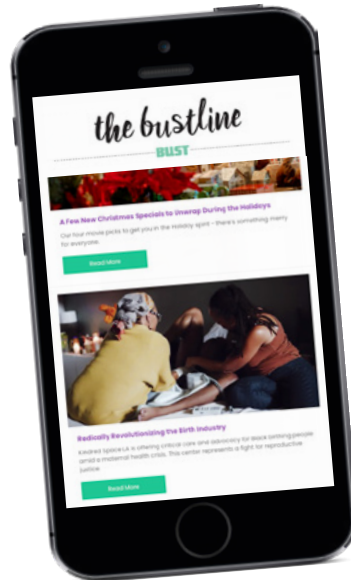 the bustline
BUST
A Few New Christmas Specials to Unwrap During the Holidays
Our four movie picks to get you in the Holiday spirit - there's something merry
for everyone.
Read More
Radically Revolutionizing the Birth Industry
Kindred Space LA is offering critical care and advocacy for Black birthing people
amid a maternal health crisis. This center represents a fight for reproductive
justice.
Read More